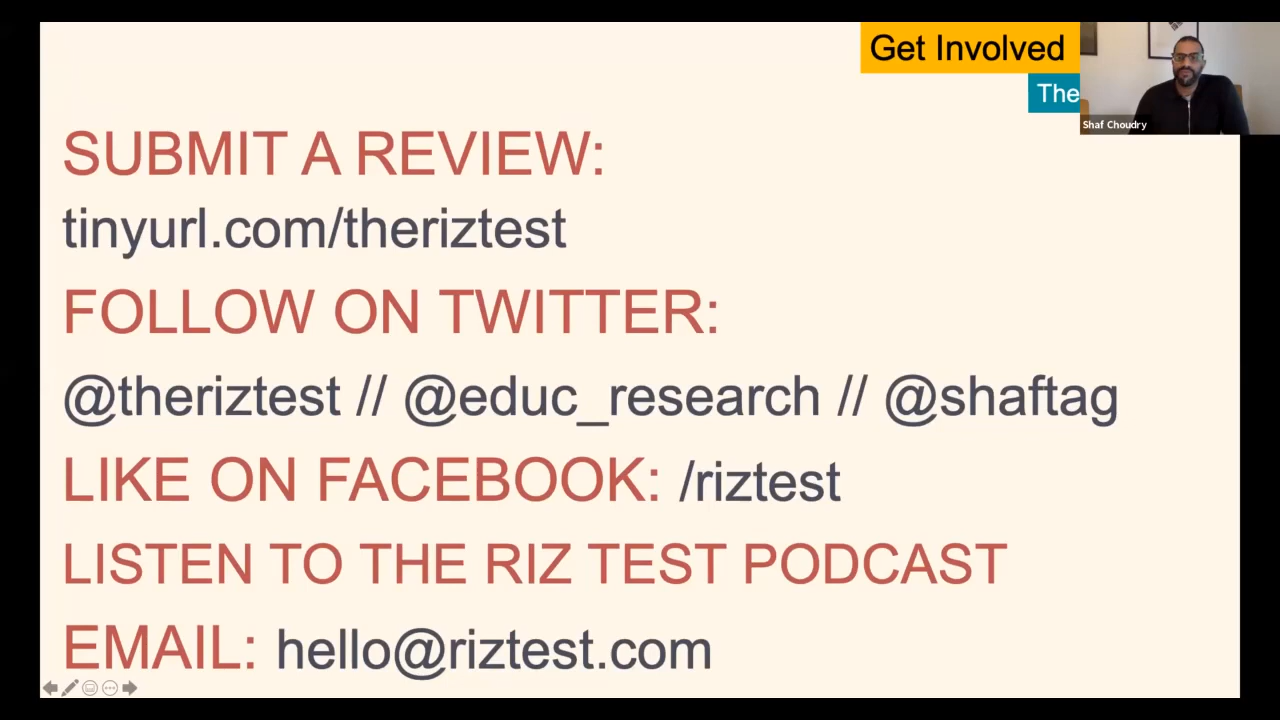 Get Involved
The
Shaf Choudry
SUBMIT A REVIEW:
tinyurl.com/theriztest
FOLLOW ON TWITTER:
@theriztest // @educ_research // @shaftag
LIKE ON FACEBOOK: /riztest
LISTEN TO THE RIZ TEST PODCAST
EMAIL: hello@riztest.com